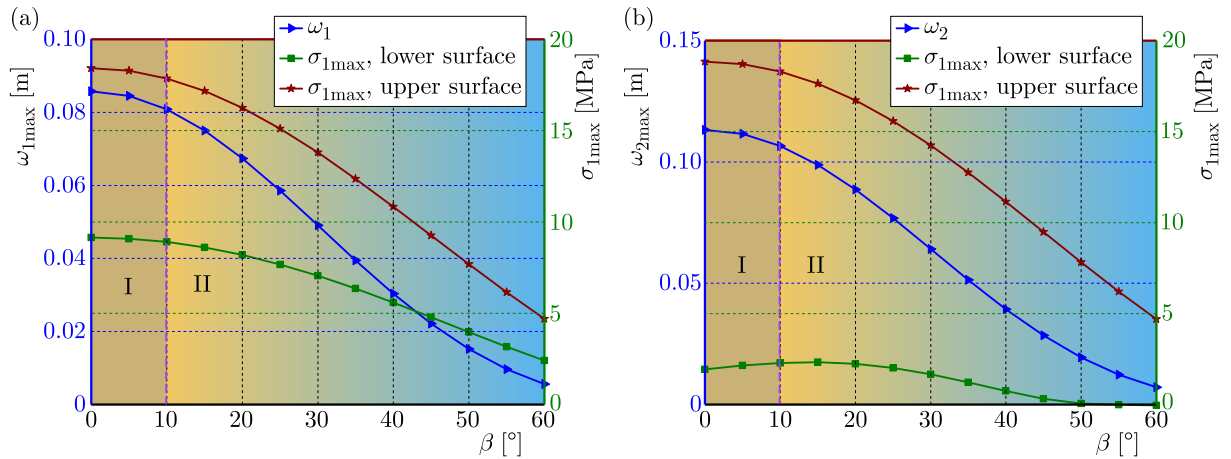 (a)
ω₁
σ₁ₘₐₓ, lower surface
σ₁ₘₐₓ, upper surface
ω₁ₘₐₓ [m]
0.10
0.08
0.06
0.04
0.02
0
I
II
20
15
10
5
0
σ₁ₘₐₓ [MPa]
0 10 20 30 40 50 60
β [°]
(b)
ω₂
σ₁ₘₐₓ, lower surface
σ₁ₘₐₓ, upper surface
ω₂ₘₐₓ [m]
0.15
0.10
0.05
0
I
II
20
15
10
5
0
σ₁ₘₐₓ [MPa]
0 10 20 30 40 50 60
β [°]